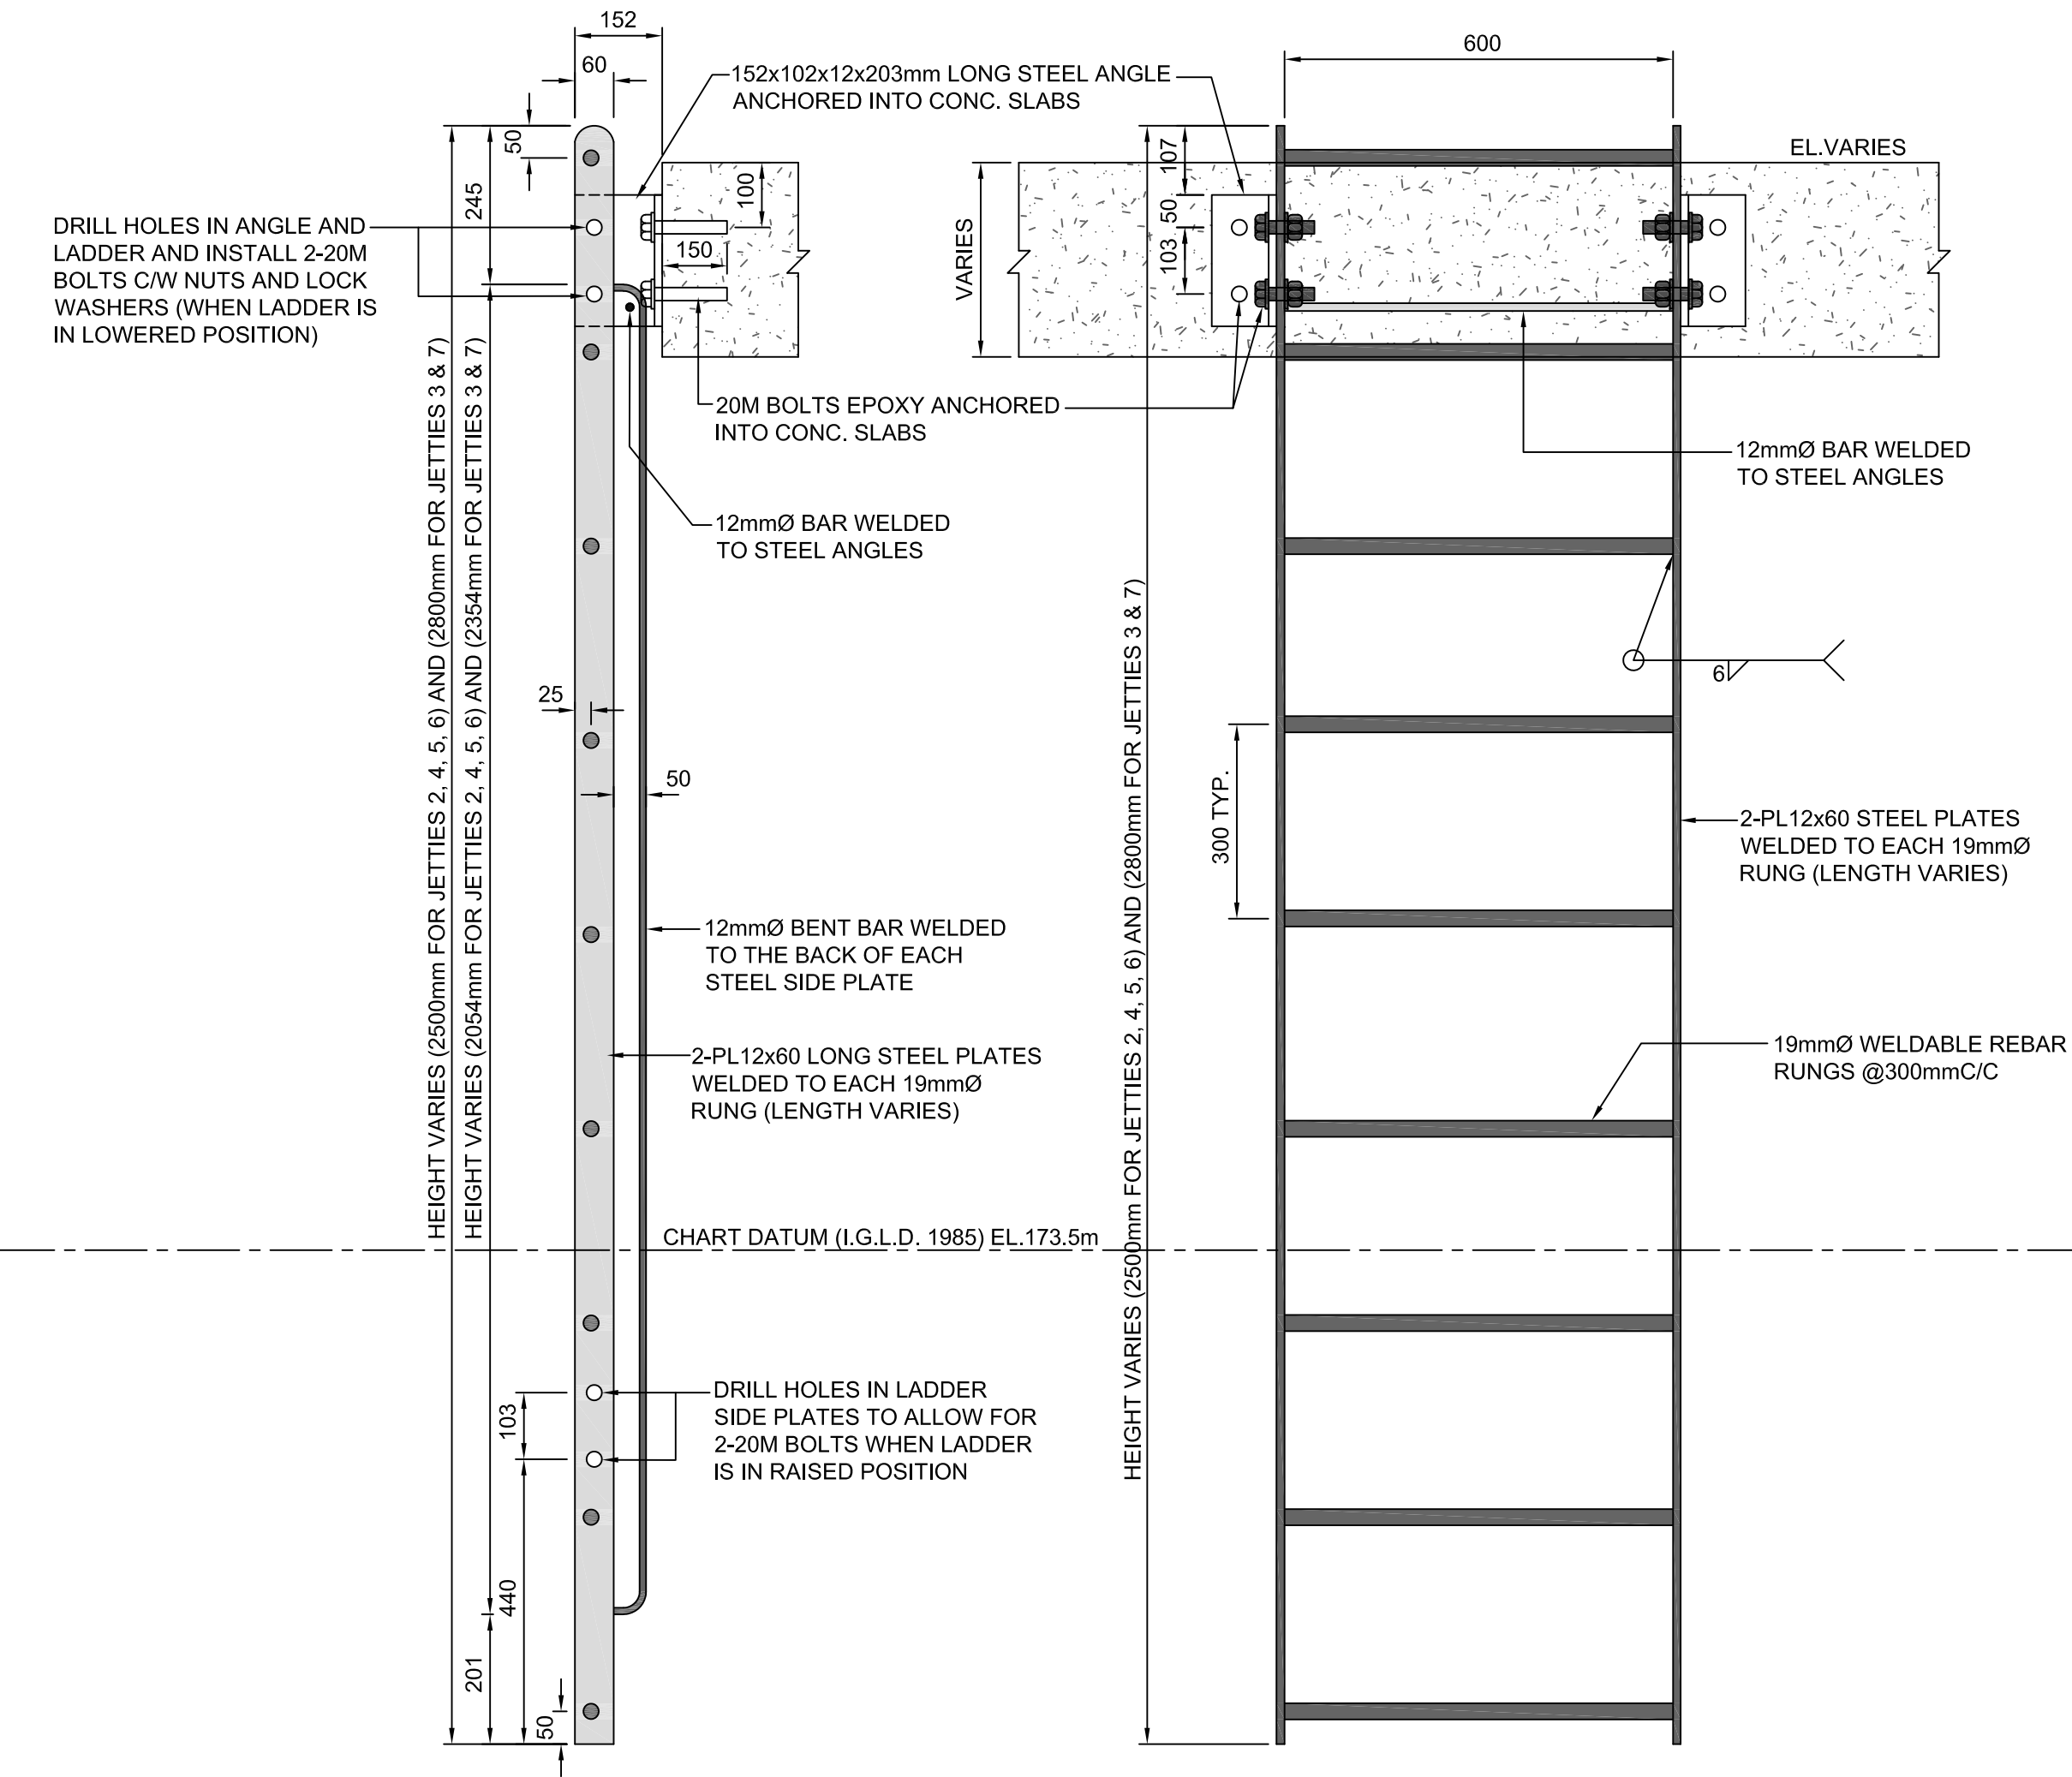 152
60
50
245
152x102x12x203mm LONG STEEL ANGLE
ANCHORED INTO CONC. SLABS
600
EL.VARIES
107
50
103
100
150
VARIES
DRILL HOLES IN ANGLE AND
LADDER AND INSTALL 2-20M
BOLTS C/W NUTS AND LOCK
WASHERS (WHEN LADDER IS
IN LOWERED POSITION)
20M BOLTS EPOXY ANCHORED
INTO CONC. SLABS
12mmØ BAR WELDED
TO STEEL ANGLES
12mmØ BAR WELDED
TO STEEL ANGLES
HEIGHT VARIES (2500mm FOR JETTIES 2, 4, 5, 6) AND (2800mm FOR JETTIES 3 & 7)
HEIGHT VARIES (2054mm FOR JETTIES 2, 4, 5, 6) AND (2354mm FOR JETTIES 3 & 7)
HEIGHT VARIES (2500mm FOR JETTIES 2, 4, 5, 6) AND (2800mm FOR JETTIES 3 & 7)
25
50
6
300 TYP.
2-PL12x60 STEEL PLATES
WELDED TO EACH 19mmØ
RUNG (LENGTH VARIES)
12mmØ BENT BAR WELDED
TO THE BACK OF EACH
STEEL SIDE PLATE
2-PL12x60 LONG STEEL PLATES
WELDED TO EACH 19mmØ
RUNG (LENGTH VARIES)
19mmØ WELDABLE REBAR
RUNGS @300mmC/C
CHART DATUM (I.G.L.D. 1985) EL.173.5m
DRILL HOLES IN LADDER
SIDE PLATES TO ALLOW FOR
2-20M BOLTS WHEN LADDER
IS IN RAISED POSITION
103
440
201
50